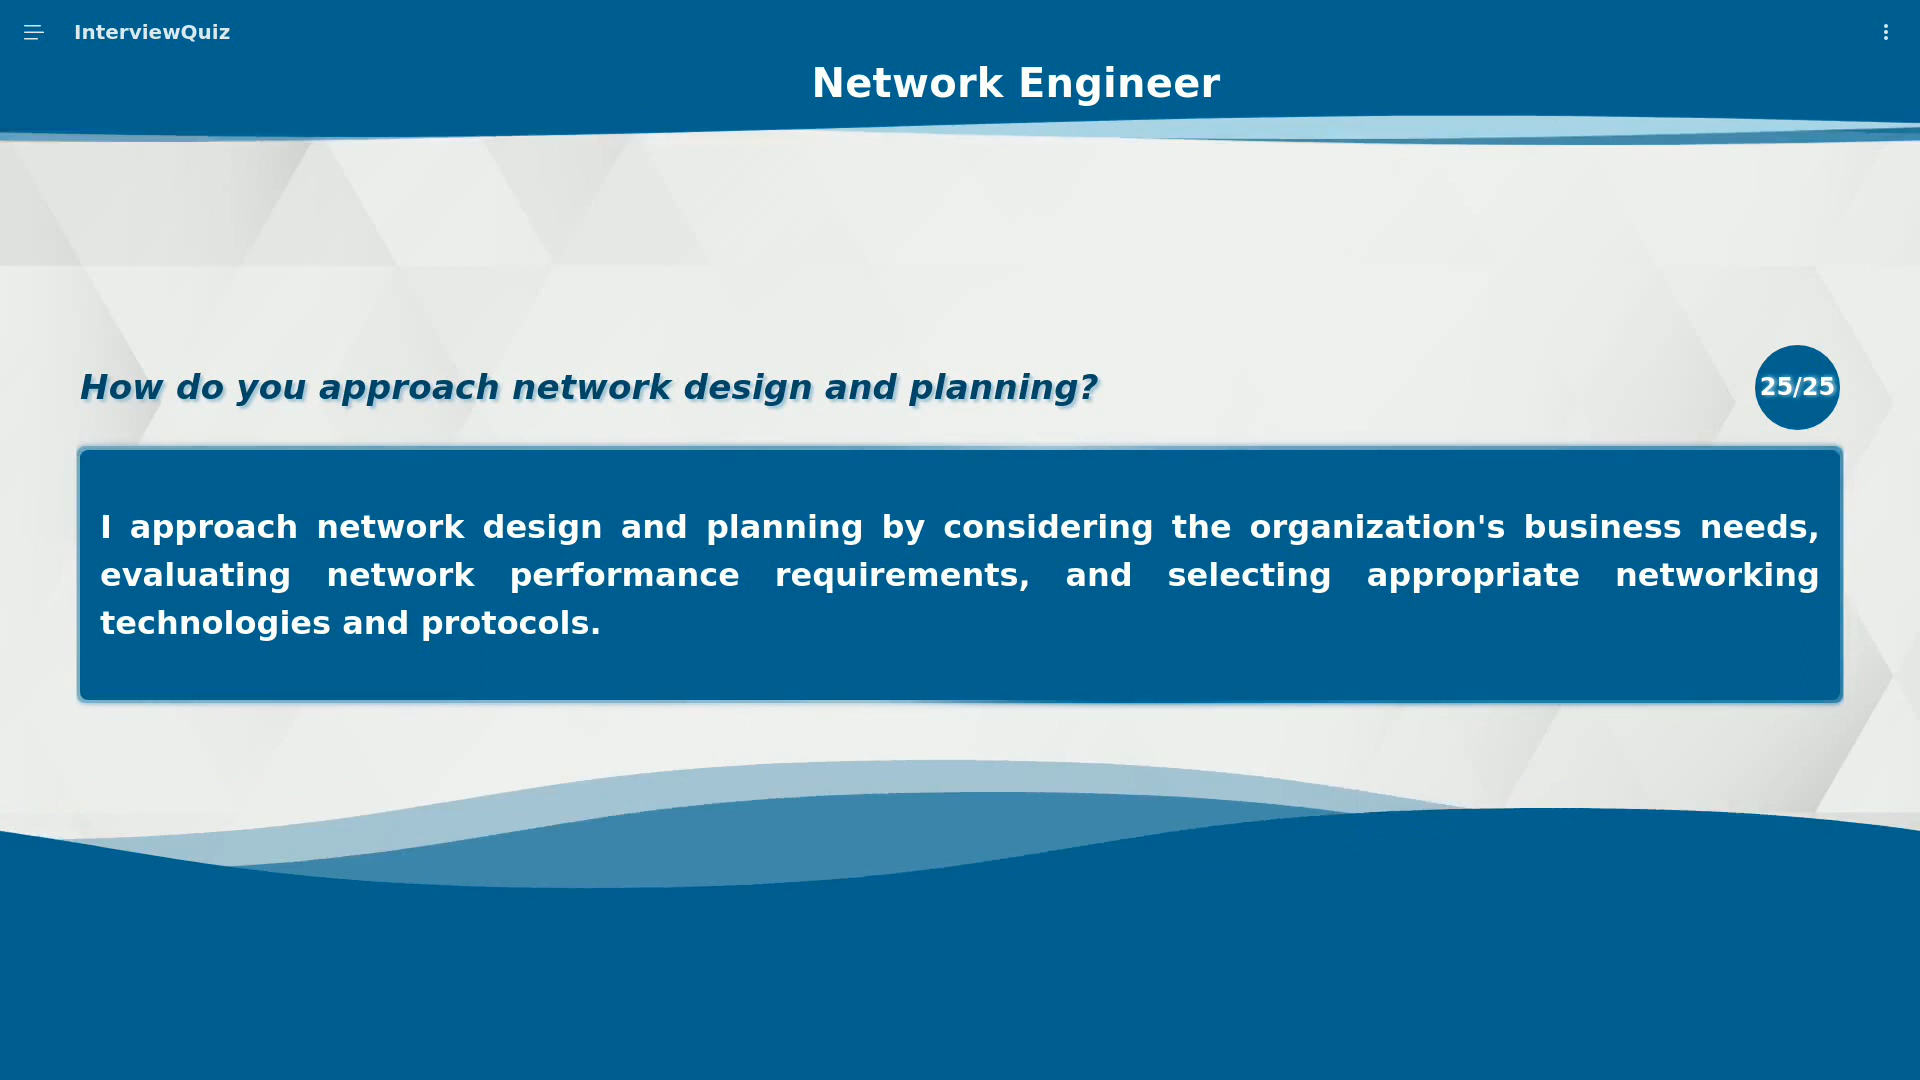 InterviewQuiz
Network Engineer
How do you approach network design and planning?
25/25
I approach network design and planning by considering the organization's business needs,
evaluating network performance requirements, and selecting appropriate networking
technologies and protocols.